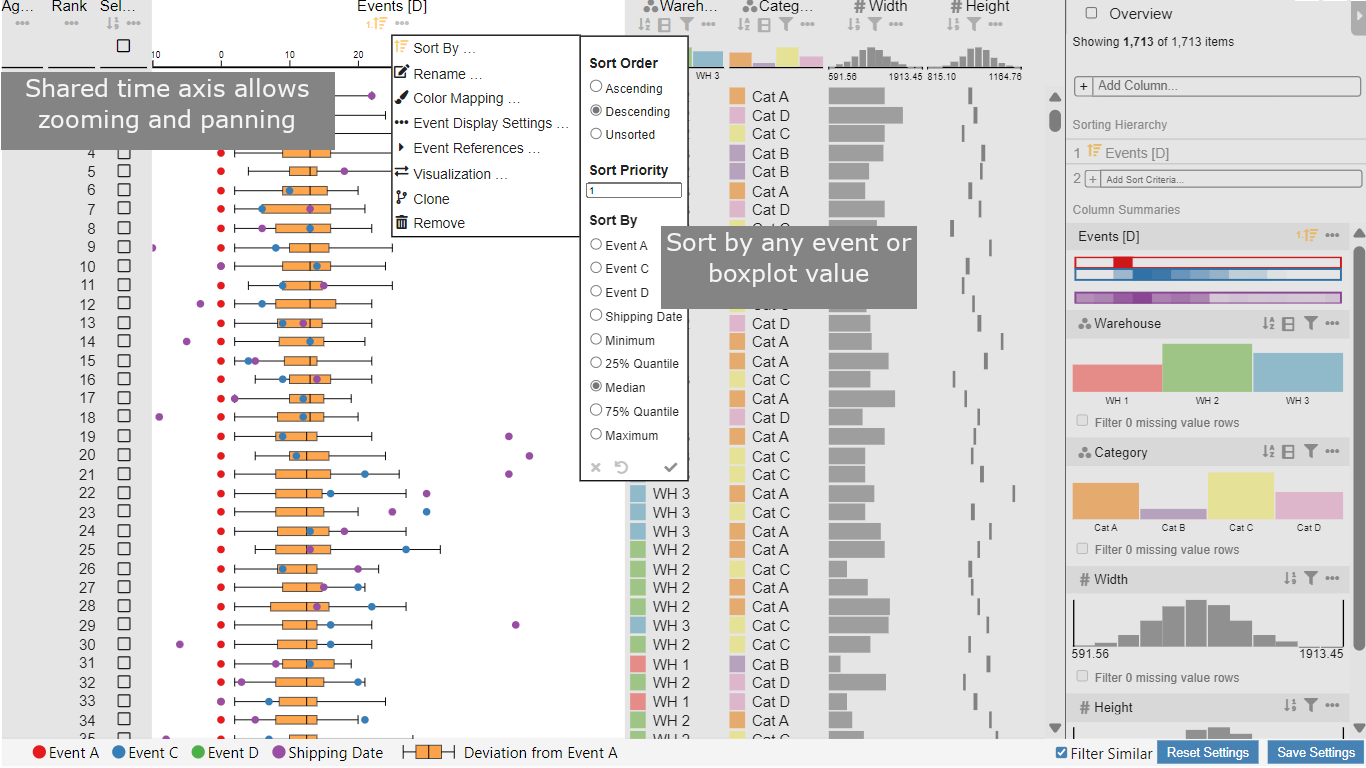 Ag...
Rank
Sel...
Events [D]
Wareh...
Categ...
# Width
# Height
1
10
0
10
20
WH 3
591.56
1913.45
815.10
1164.76
Shared time axis allows
zooming and panning
Sort By ...
Rename ...
Color Mapping ...
Event Display Settings ...
Event References ...
Visualization ...
Clone
Remove
Sort Order
Ascending
Descending
Unsorted
Sort Priority
1
Sort By
Event A
Event C
Event D
Shipping Date
Minimum
25% Quantile
Median
75% Quantile
Maximum
Sort by any event or
boxplot value
Cat A
Cat D
Cat C
4 Cat B
5 Cat B
6 Cat A
7 Cat D
8
9
10
11
12
13 Cat D
14 Cat A
15 Cat A
16 Cat C
17 Cat A
18 Cat D
19 Cat A
20 Cat C
21 Cat C
22 WH 3 Cat A
23 WH 3 Cat C
24 WH 3 Cat A
25 WH 2 Cat A
26 WH 2 Cat C
27 WH 2 Cat A
28 WH 2 Cat A
29 WH 3 Cat C
30 WH 2 Cat C
31 WH 1 Cat B
32 WH 2 Cat D
33 WH 1 Cat D
34 WH 2 Cat A
35 WH 2 Cat C
Event A Event C Event D Shipping Date Deviation from Event A
Overview
Showing 1,713 of 1,713 items
+ Add Column...
Sorting Hierarchy
1 Events [D]
2 + Add Sort Criteria...
Column Summaries
Events [D] 1
Warehouse
WH 1 WH 2 WH 3
Filter 0 missing value rows
Category
Cat A Cat B Cat C Cat D
Filter 0 missing value rows
# Width
591.56 1913.45
Filter 0 missing value rows
# Height
Filter Similar Reset Settings Save Settings